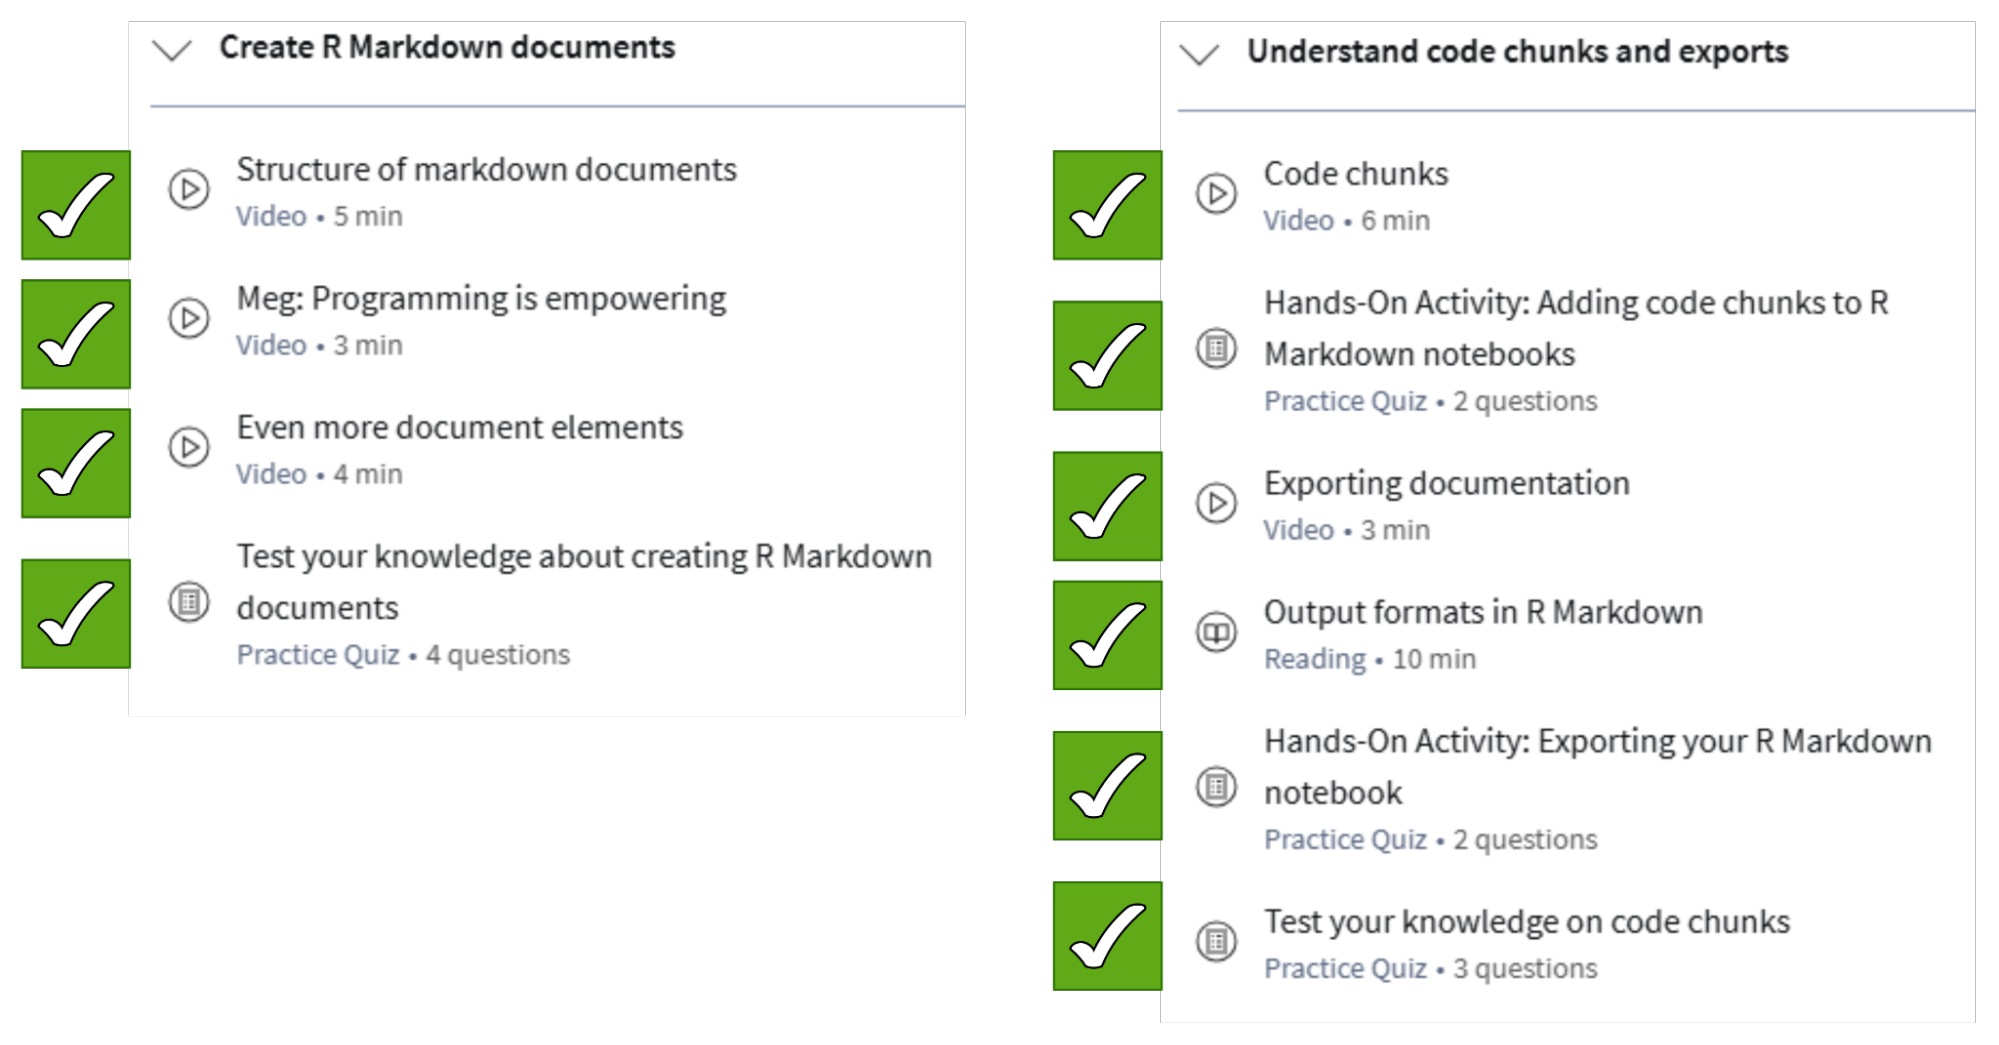 Create R Markdown documents
Structure of markdown documents
Video • 5 min
Meg: Programming is empowering
Video • 3 min
Even more document elements
Video • 4 min
Test your knowledge about creating R Markdown
documents
Practice Quiz • 4 questions
Understand code chunks and exports
Code chunks
Video • 6 min
Hands-On Activity: Adding code chunks to R
Markdown notebooks
Practice Quiz • 2 questions
Exporting documentation
Video • 3 min
Output formats in R Markdown
Reading • 10 min
Hands-On Activity: Exporting your R Markdown
notebook
Practice Quiz • 2 questions
Test your knowledge on code chunks
Practice Quiz • 3 questions